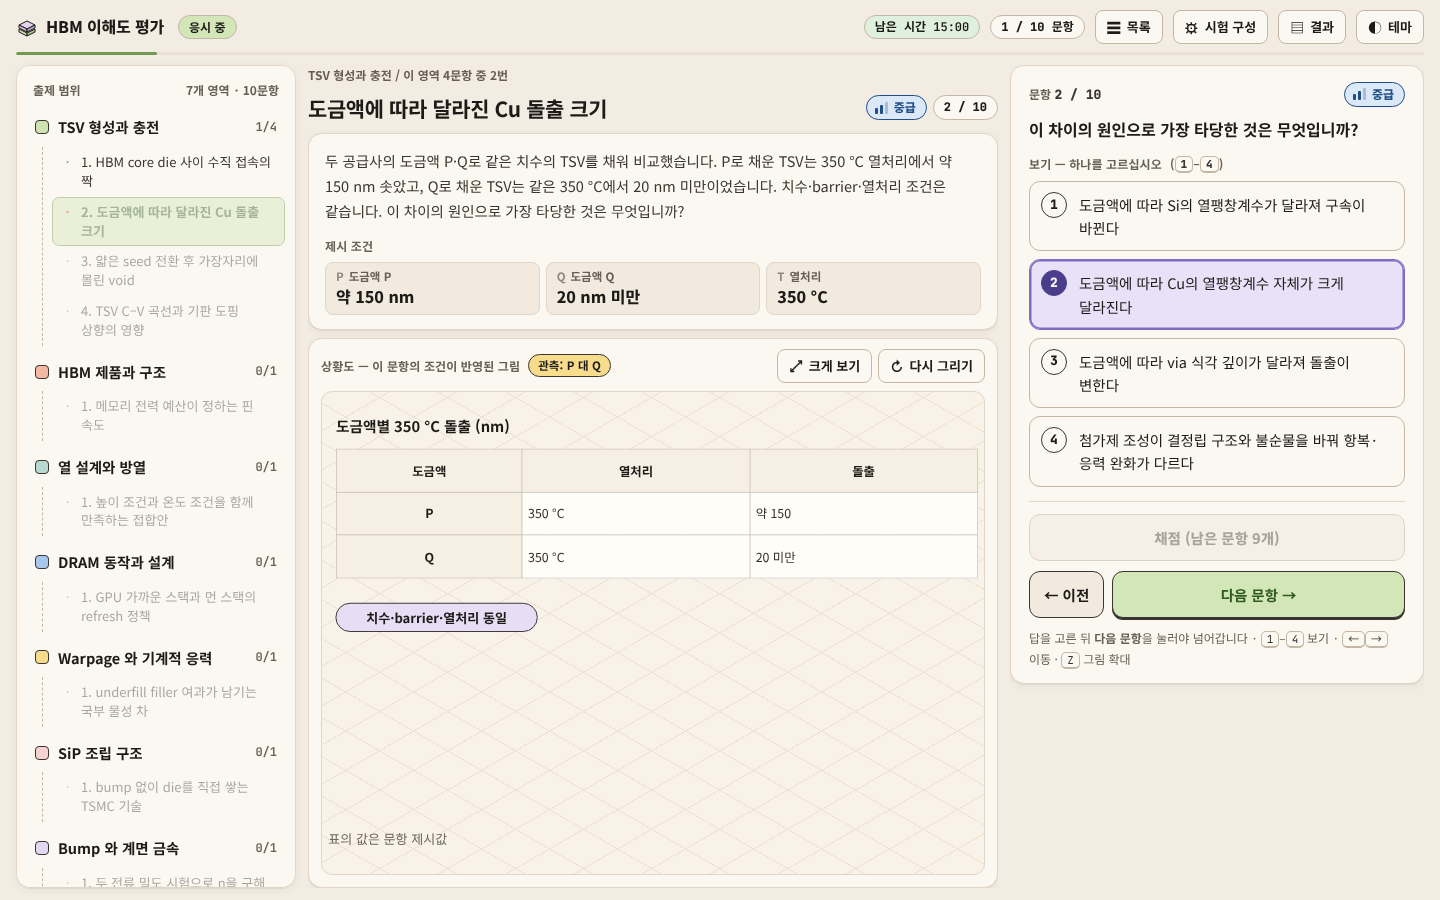 HBM 이해도 평가
응시 중
남은 시간 15:00
1 / 10 문항
목록
시험 구성
결과
테마
출제 범위
7개 영역 · 10문항
TSV 형성과 충전
1/4
· 1. HBM core die 사이 수직 접속의
짝
· 2. 도금액에 따라 달라진 Cu 돌출
크기
· 3. 얇은 seed 전환 후 가장자리에
몰린 void
· 4. TSV C–V 곡선과 기판 도핑
상향의 영향
HBM 제품과 구조
0/1
· 1. 메모리 전력 예산이 정하는 핀
속도
열 설계와 방열
0/1
· 1. 높이 조건과 온도 조건을 함께
만족하는 접합안
DRAM 동작과 설계
0/1
· 1. GPU 가까운 스택과 먼 스택의
refresh 정책
Warpage 와 기계적 응력
0/1
· 1. underfill filler 여과가 남기는
국부 물성 차
SiP 조립 구조
0/1
· 1. bump 없이 die를 직접 쌓는
TSMC 기술
Bump 와 계면 금속
0/1
· 1. 두 전류 밀도 시험으로 n을 구해
TSV 형성과 충전 / 이 영역 4문항 중 2번
도금액에 따라 달라진 Cu 돌출 크기
중급
2 / 10
두 공급사의 도금액 P·Q로 같은 치수의 TSV를 채워 비교했습니다. P로 채운 TSV는 350 °C 열처리에서 약
150 nm 솟았고, Q로 채운 TSV는 같은 350 °C에서 20 nm 미만이었습니다. 치수·barrier·열처리 조건은
같습니다. 이 차이의 원인으로 가장 타당한 것은 무엇입니까?
제시 조건
P 도금액 P
약 150 nm
Q 도금액 Q
20 nm 미만
T 열처리
350 °C
상황도 — 이 문항의 조건이 반영된 그림
관측: P 대 Q
크게 보기
다시 그리기
도금액별 350 °C 돌출 (nm)
도금액 열처리 돌출
P 350 °C 약 150
Q 350 °C 20 미만
치수·barrier·열처리 동일
표의 값은 문항 제시값
문항 2 / 10
중급
이 차이의 원인으로 가장 타당한 것은 무엇입니까?
보기 — 하나를 고르십시오 (1–4)
1 도금액에 따라 Si의 열팽창계수가 달라져 구속이
바뀐다
2 도금액에 따라 Cu의 열팽창계수 자체가 크게
달라진다
3 도금액에 따라 via 식각 깊이가 달라져 돌출이
변한다
4 첨가제 조성이 결정립 구조와 불순물을 바꿔 항복·
응력 완화가 다르다
채점 (남은 문항 9개)
← 이전
다음 문항 →
답을 고른 뒤 다음 문항을 눌러야 넘어갑니다 · 1–4 보기 · ← →
이동 · Z 그림 확대